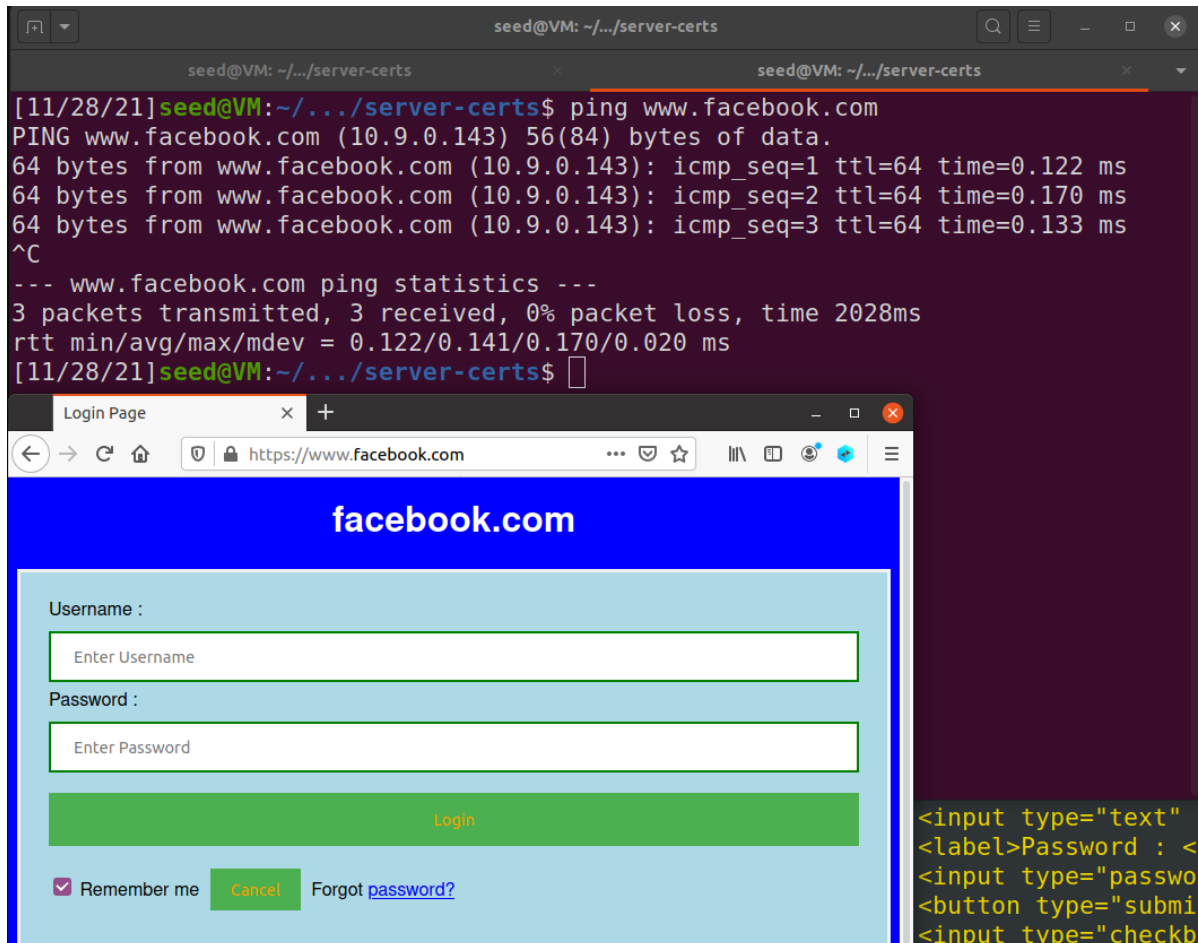 seed@VM: ~/.../server-certs
seed@VM: ~/.../server-certs
seed@VM: ~/.../server-certs
[11/28/21]seed@VM:~/.../server-certs$ ping www.facebook.com
PING www.facebook.com (10.9.0.143) 56(84) bytes of data.
64 bytes from www.facebook.com (10.9.0.143): icmp_seq=1 ttl=64 time=0.122 ms
64 bytes from www.facebook.com (10.9.0.143): icmp_seq=2 ttl=64 time=0.170 ms
64 bytes from www.facebook.com (10.9.0.143): icmp_seq=3 ttl=64 time=0.133 ms
^C
--- www.facebook.com ping statistics ---
3 packets transmitted, 3 received, 0% packet loss, time 2028ms
rtt min/avg/max/mdev = 0.122/0.141/0.170/0.020 ms
[11/28/21]seed@VM:~/.../server-certs$
Login Page
https://www.facebook.com
facebook.com
Username :
Enter Username
Password :
Enter Password
Login
Remember me Cancel Forgot password?
<input type="text"
<label>Password : <
<input type="passwo
<button type="submi
<input type="checkb